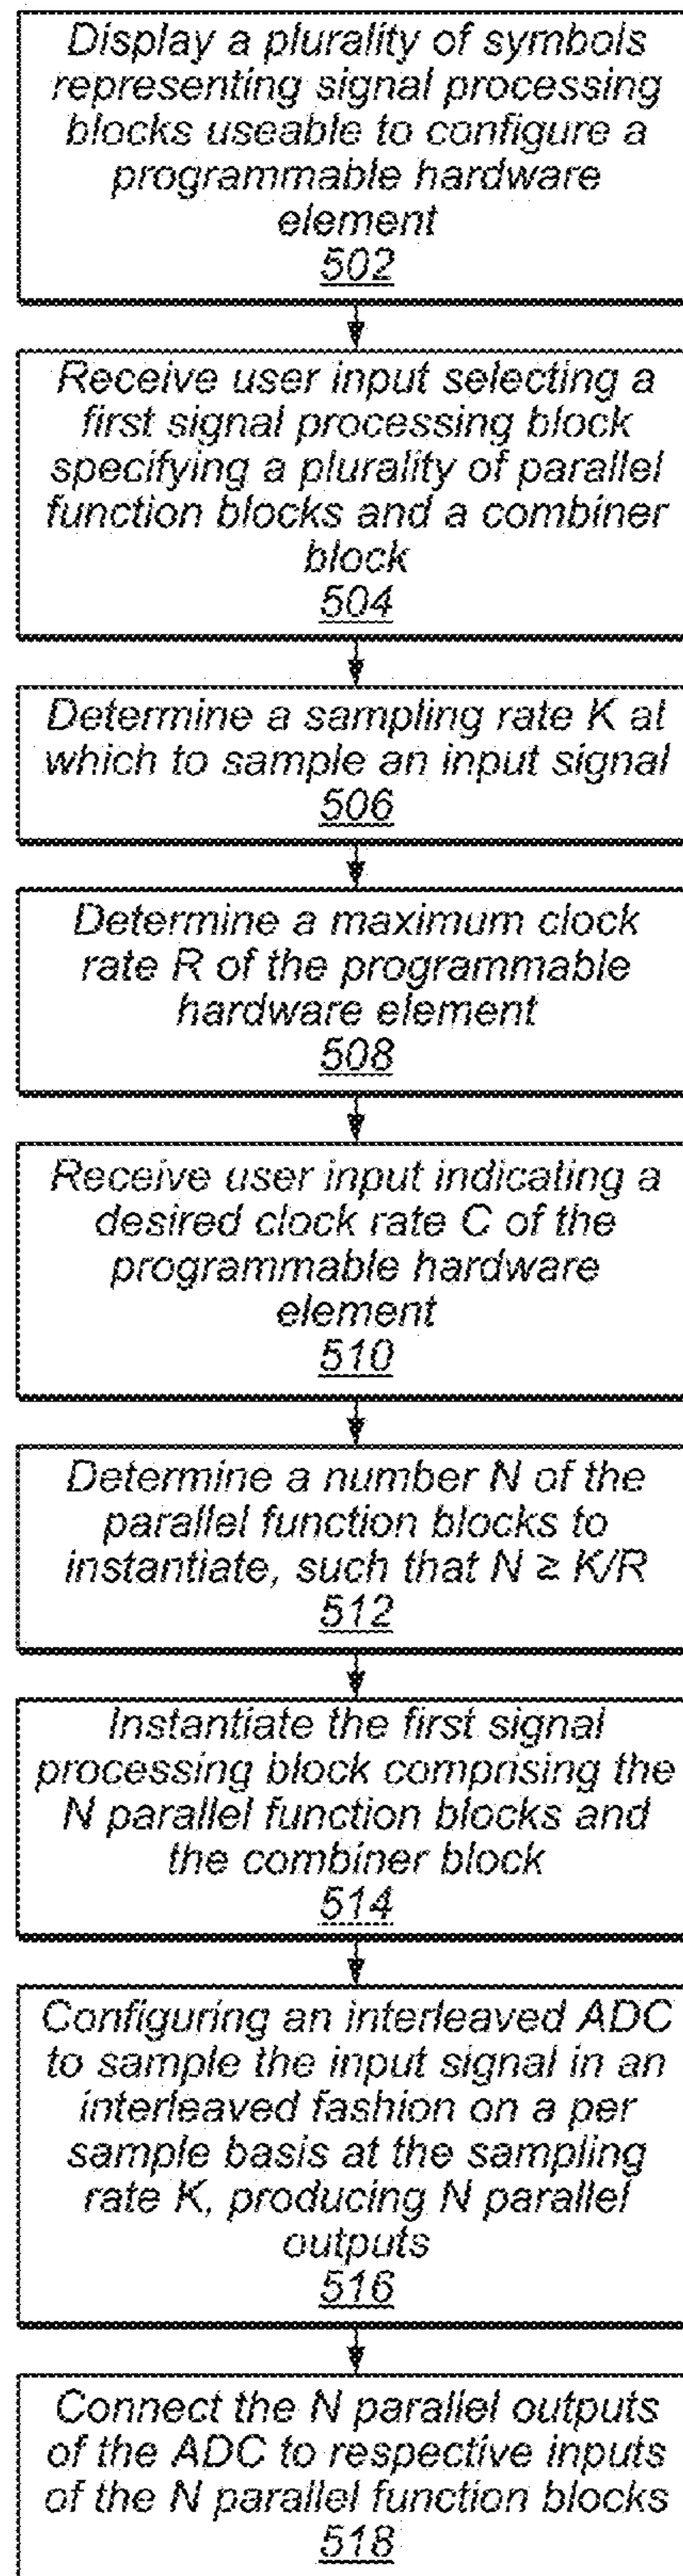 Display a plurality of symbols
representing signal processing
blocks useable to configure a
programmable hardware
element
502
Receive user input selecting a
first signal processing block
specifying a plurality of parallel
function blocks and a combiner
block
504
Determine a sampling rate K at
which to sample an input signal
506
Determine a maximum clock
rate R of the programmable
hardware element
508
Receive user input indicating a
desired clock rate C of the
programmable hardware
element
510
Determine a number N of the
parallel function blocks to
instantiate, such that N ≥ K/R
512
Instantiate the first signal
processing block comprising the
N parallel function blocks and
the combiner block
514
Configuring an interleaved ADC
to sample the input signal in an
interleaved fashion on a per
sample basis at the sampling
rate K, producing N parallel
outputs
516
Connect the N parallel outputs
of the ADC to respective inputs
of the N parallel function blocks
518